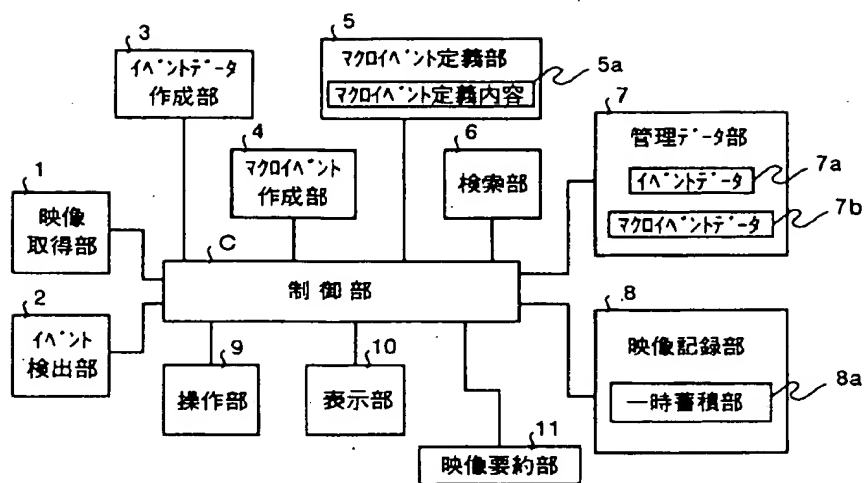 3
イベントデータ
作成部
5
マクロイベント定義部
マクロイベント定義内容
5a
4
マクロイベント
作成部
6
検索部
7
管理データ部
イベントデータ
7a
マクロイベントデータ
7b
1
映像
取得部
C
制御部
2
イベント
検出部
8
映像記録部
一時蓄積部
8a
9
操作部
10
表示部
11
映像要約部